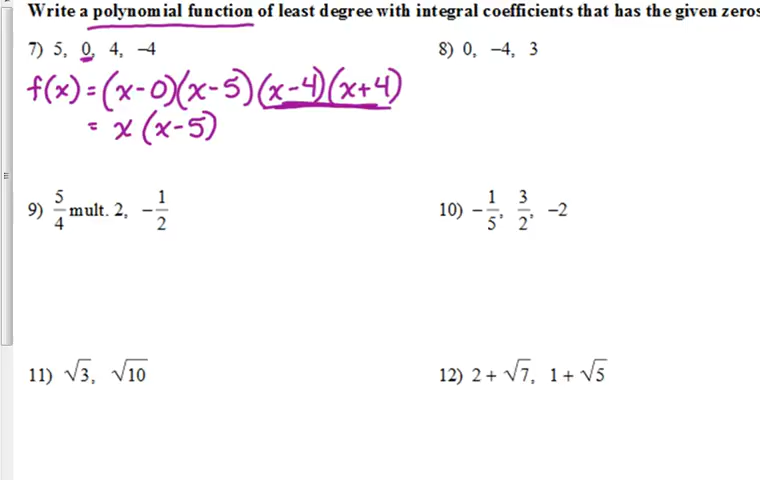 Write a polynomial function of least degree with integral coefficients that has the given zeros
7) 5, 0, 4, −4
8) 0, −4, 3
f(x) = (x − 0)(x − 5)(x − 4)(x + 4)
= x (x − 5)
9) 5/4 mult. 2, −1/2
10) −1/5, 3/2, −2
11) √3, √10
12) 2 + √7, 1 + √5